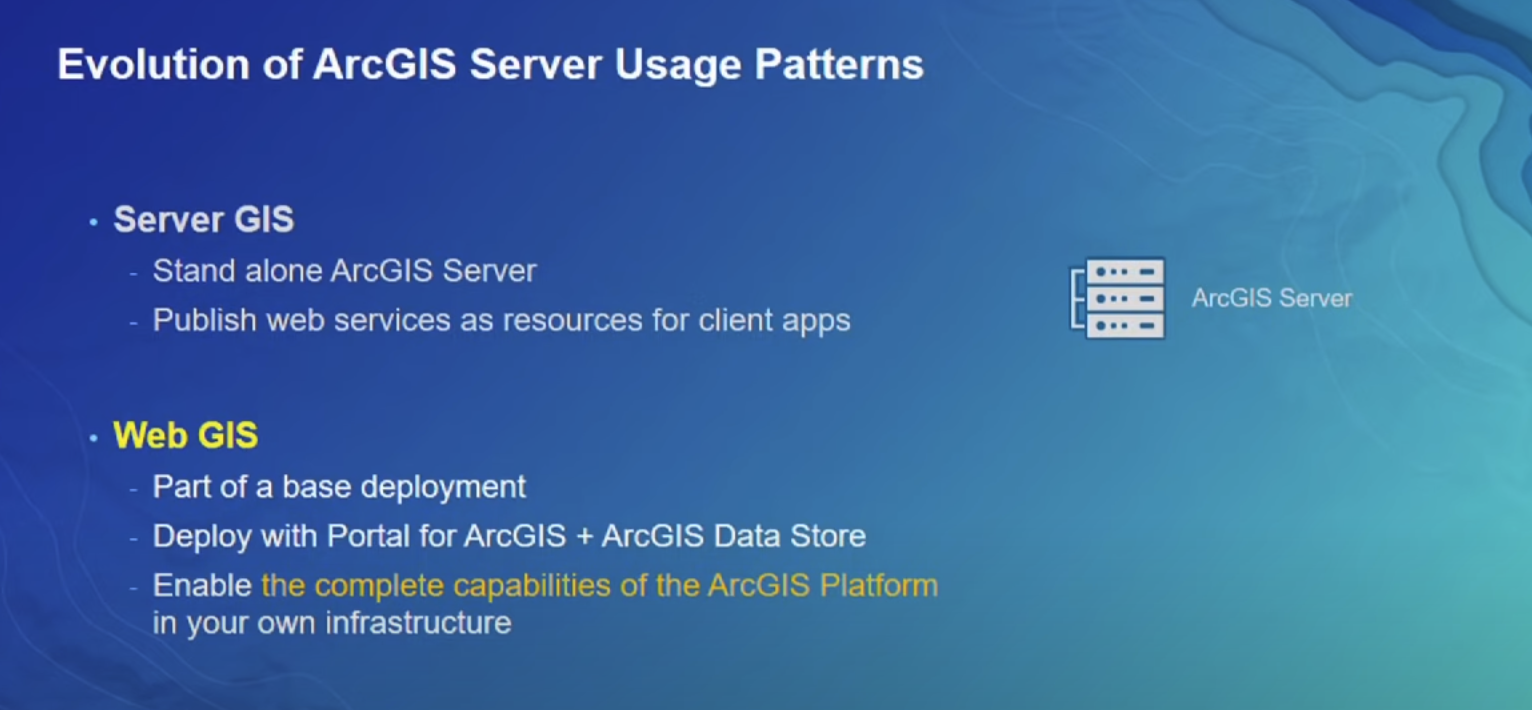 Evolution of ArcGIS Server Usage Patterns
• Server GIS
- Stand alone ArcGIS Server
- Publish web services as resources for client apps
ArcGIS Server
• Web GIS
- Part of a base deployment
- Deploy with Portal for ArcGIS + ArcGIS Data Store
- Enable the complete capabilities of the ArcGIS Platform
in your own infrastructure